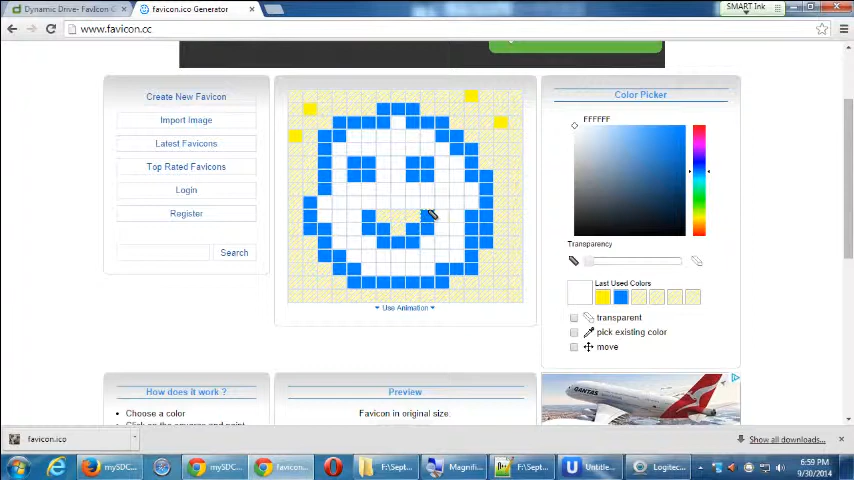 Dynamic Drive- Favicon G
favicon.ico Generator
SMART Ink
www.favicon.cc
Create New Favicon
Import Image
Latest Favicons
Top Rated Favicons
Login
Register
Search
Use Animation
Color Picker
FFFFFF
Transparency
Last Used Colors
transparent
pick existing color
move
How does it work ?
Choose a color
Preview
Favicon in original size.
QANTAS
favicon.ico
Show all downloads...
mySDC...
mySDC...
favicon...
F:\Sept...
Magnifi...
F:\Sept...
Untitle...
Logitec...
6:59 PM
9/30/2014